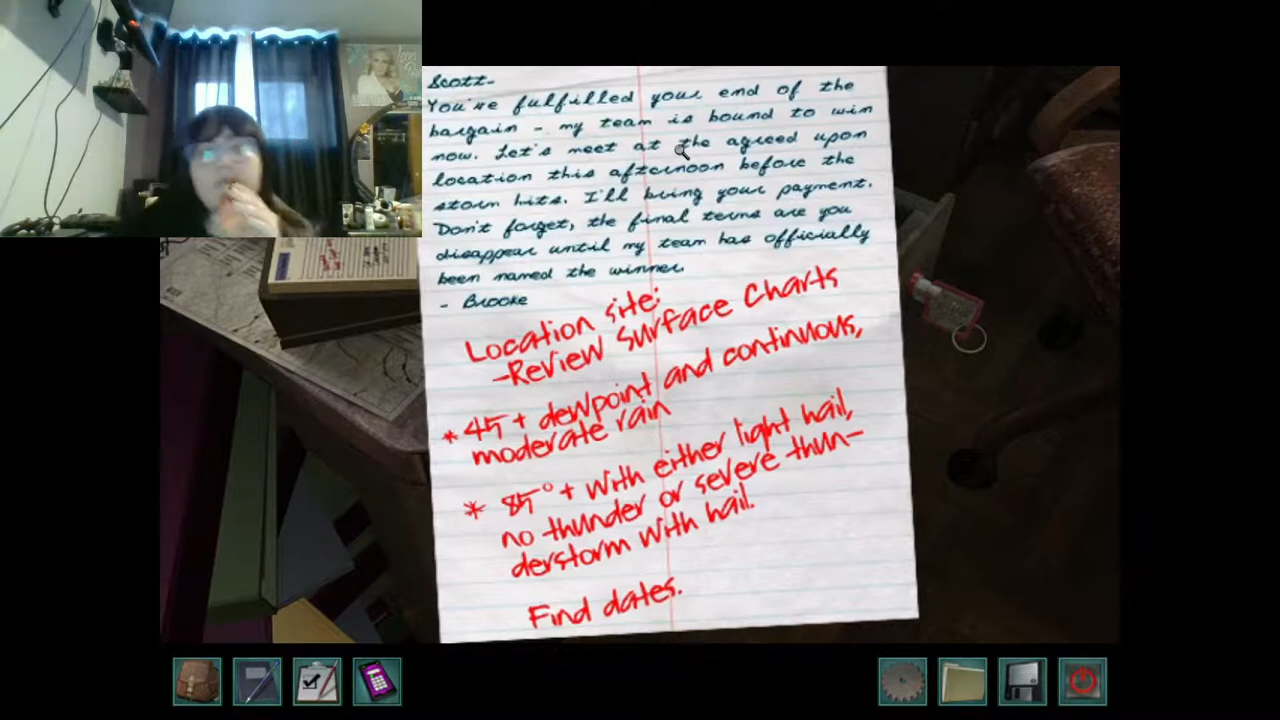 Scott-
You've fulfilled your end of the
bargain - my team is bound to win
now. Let's meet at the agreed upon
location this afternoon before the
storm hits. I'll bring your payment.
Don't forget, the final terms are you
disappear until my team has officially
been named the winner.
- Brooke
Location site:
-Review Surface Charts
* 45+ dewpoint and continuous,
moderate rain
* 85°+ with either light hail,
no thunder or severe thun-
derstorm with hail.
Find dates.